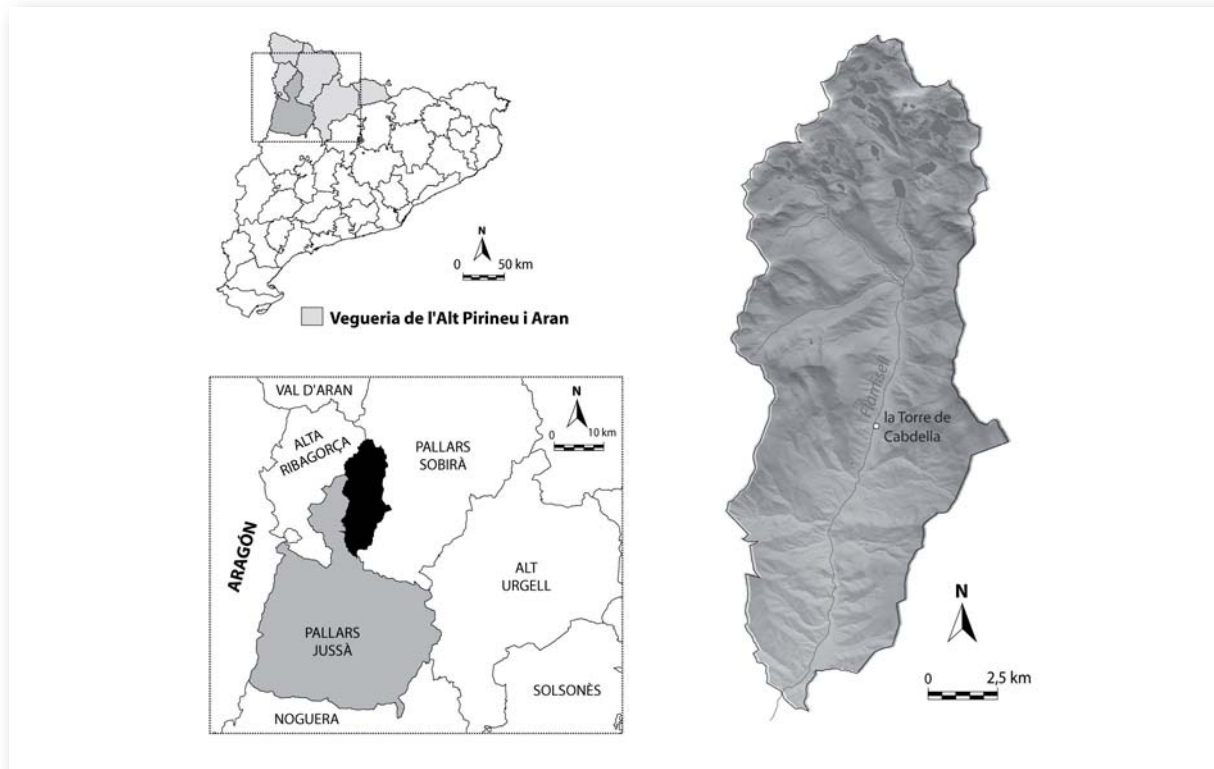 N
0 50 km
Vegueria de l'Alt Pirineu i Aran
VAL D'ARAN
N
0 10 km
ALTA
RIBAGORÇA
PALLARS
SOBIRÀ
ARAGÓN
ALT
URGELL
PALLARS
JUSSÀ
SOLSONÈS
NOGUERA
Flamisell
la Torre de
Cabdella
N
0 2,5 km